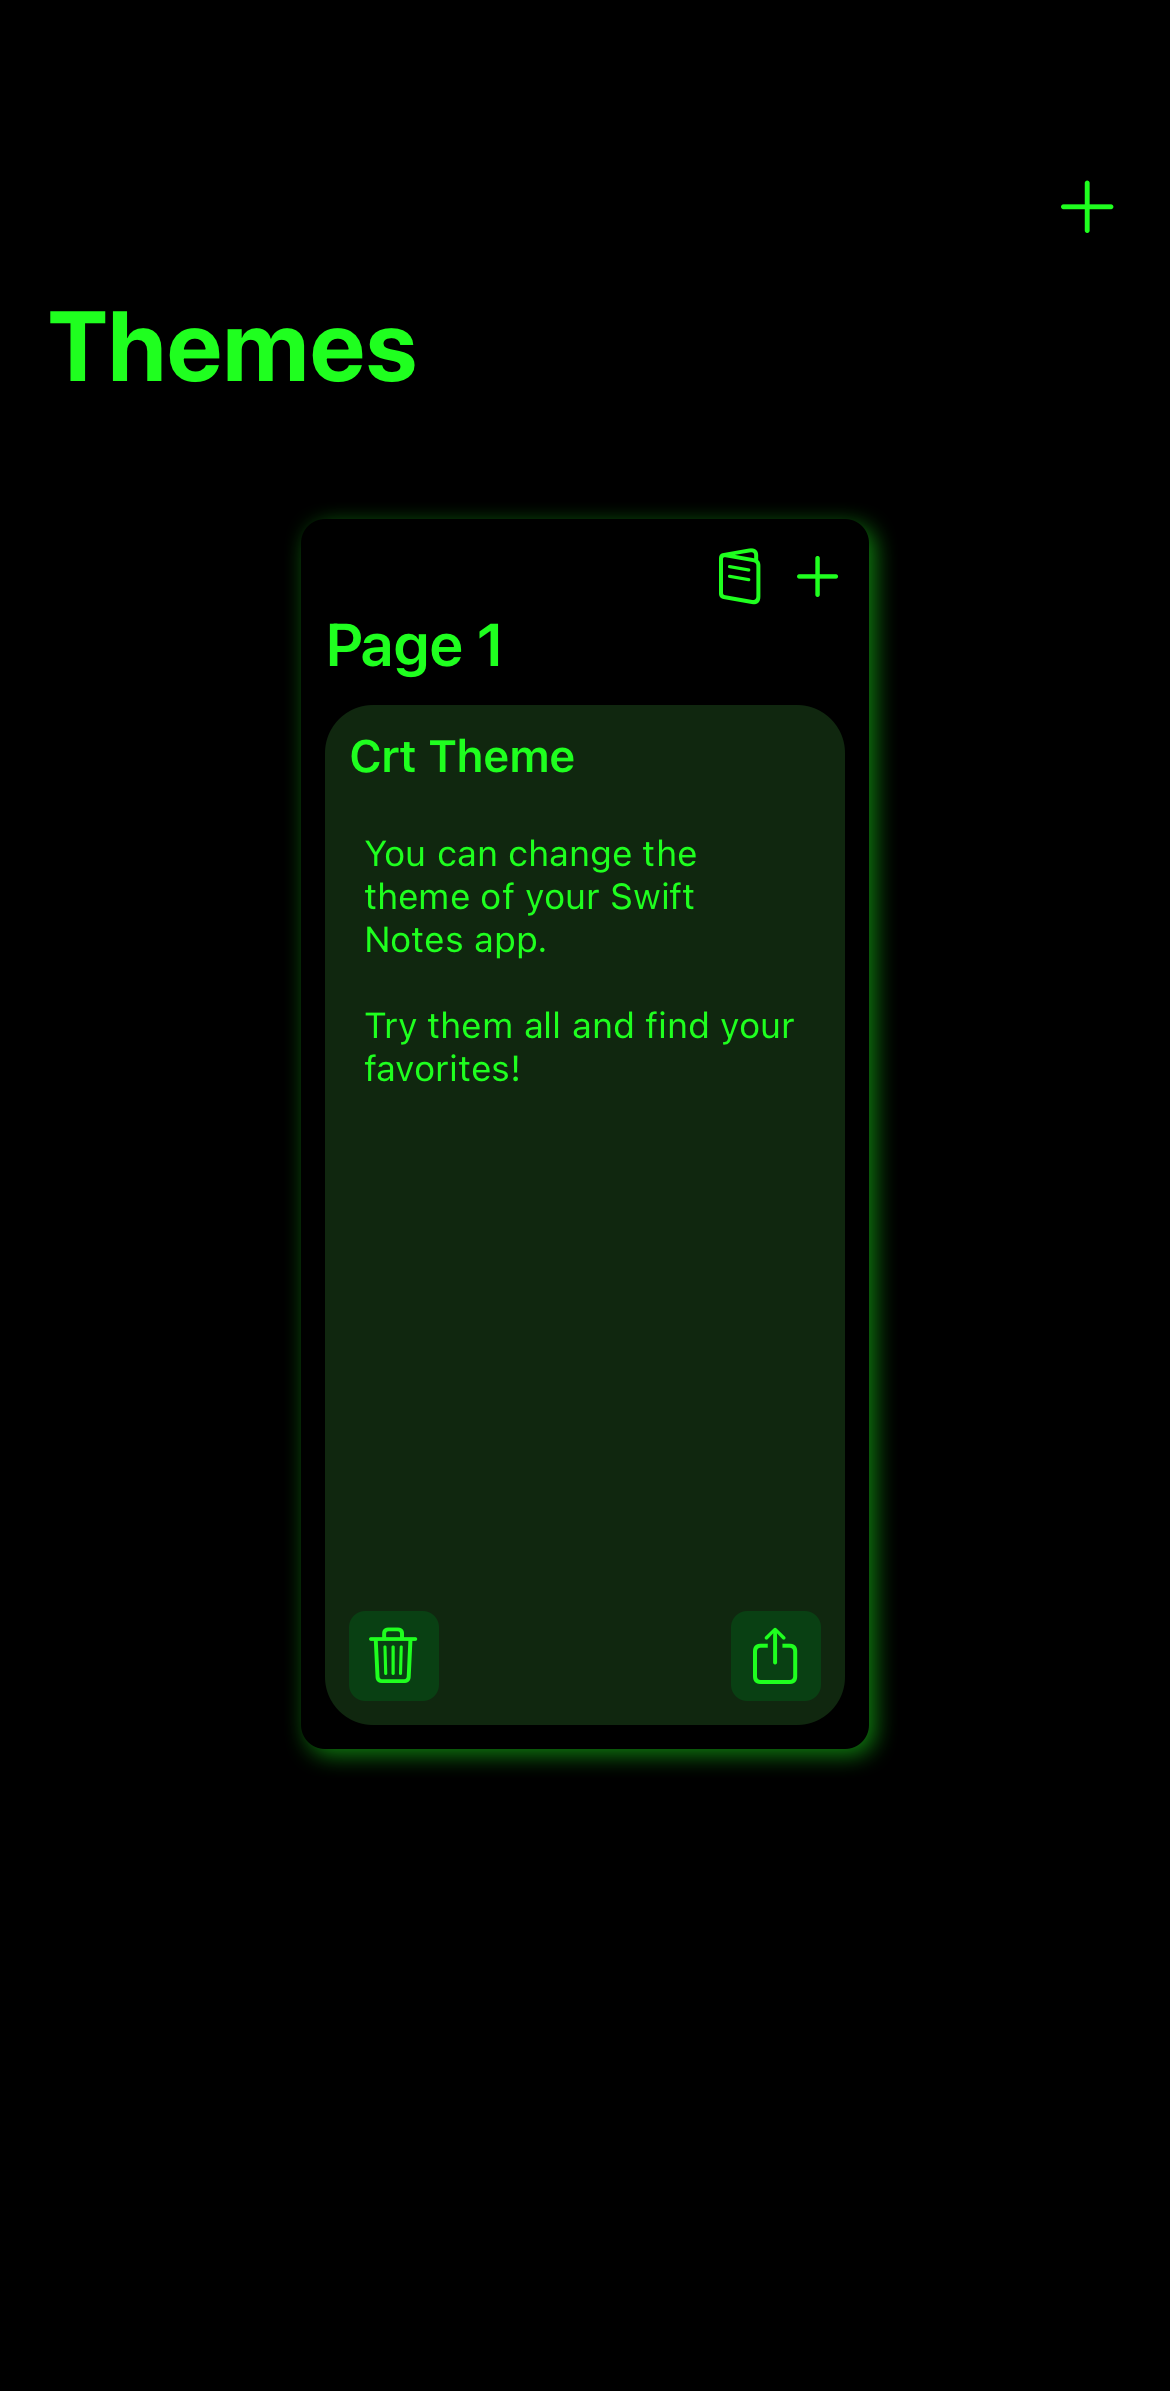 Themes
Page 1
Crt Theme
You can change the
theme of your Swift
Notes app.
Try them all and find your
favorites!